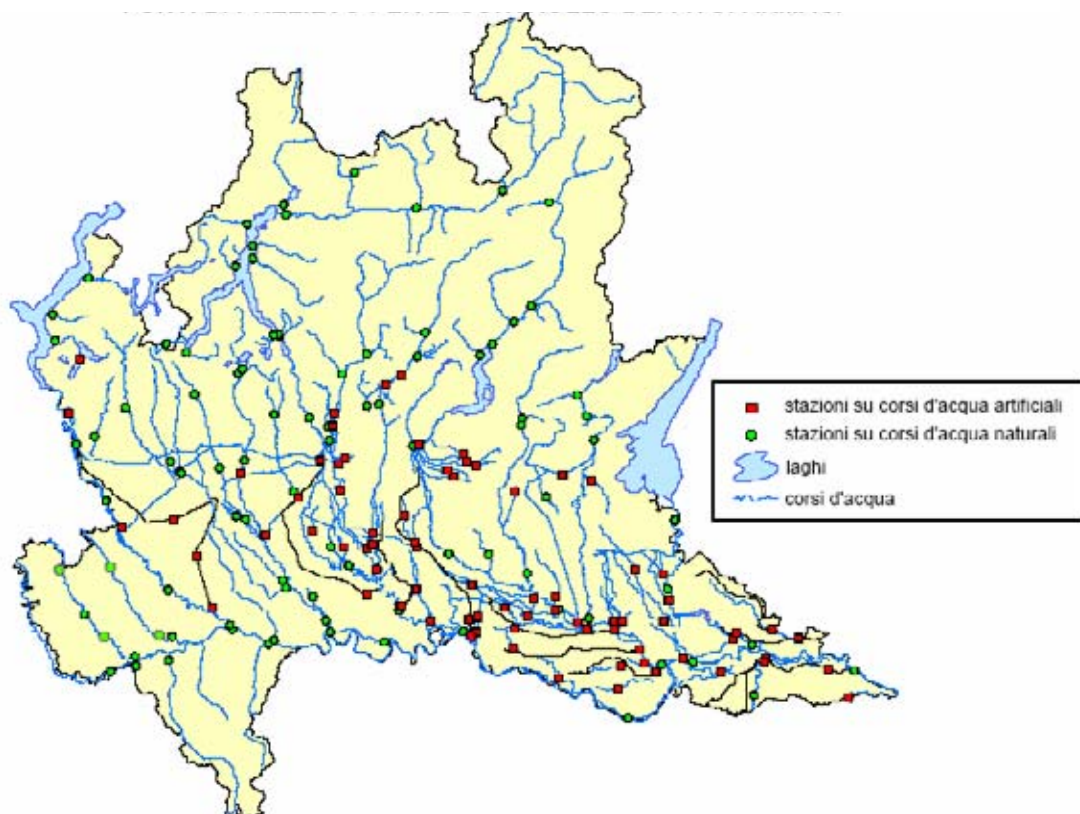 stazioni su corsi d'acqua artificiali
stazioni su corsi d'acqua naturali
laghi
corsi d'acqua